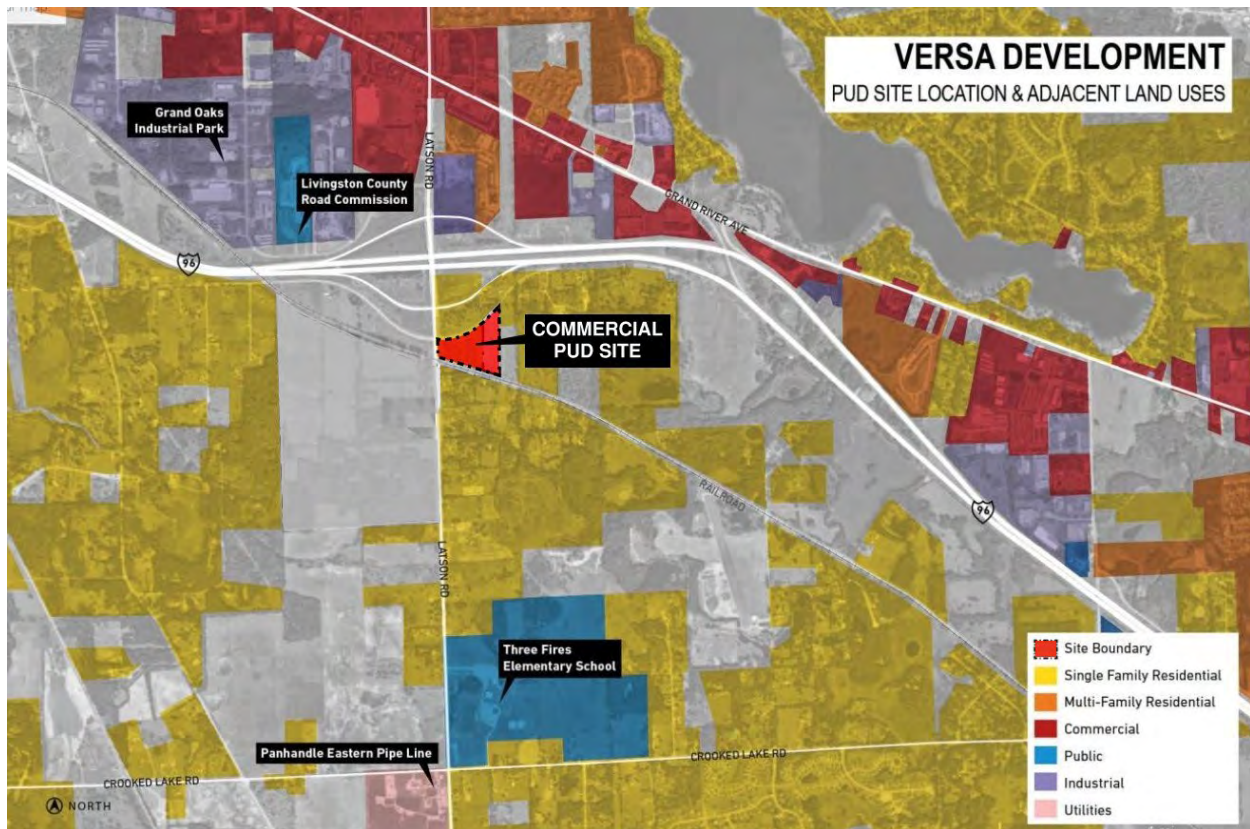 VERSA DEVELOPMENT
PUD SITE LOCATION & ADJACENT LAND USES
Grand Oaks
Industrial Park
Livingston County
Road Commission
LATSON RD
GRAND RIVER AVE
96
COMMERCIAL
PUD SITE
RAILROAD
96
LATSON RD
Three Fires
Elementary School
Panhandle Eastern Pipe Line
CROOKED LAKE RD
CROOKED LAKE RD
NORTH
Site Boundary
Single Family Residential
Multi-Family Residential
Commercial
Public
Industrial
Utilities